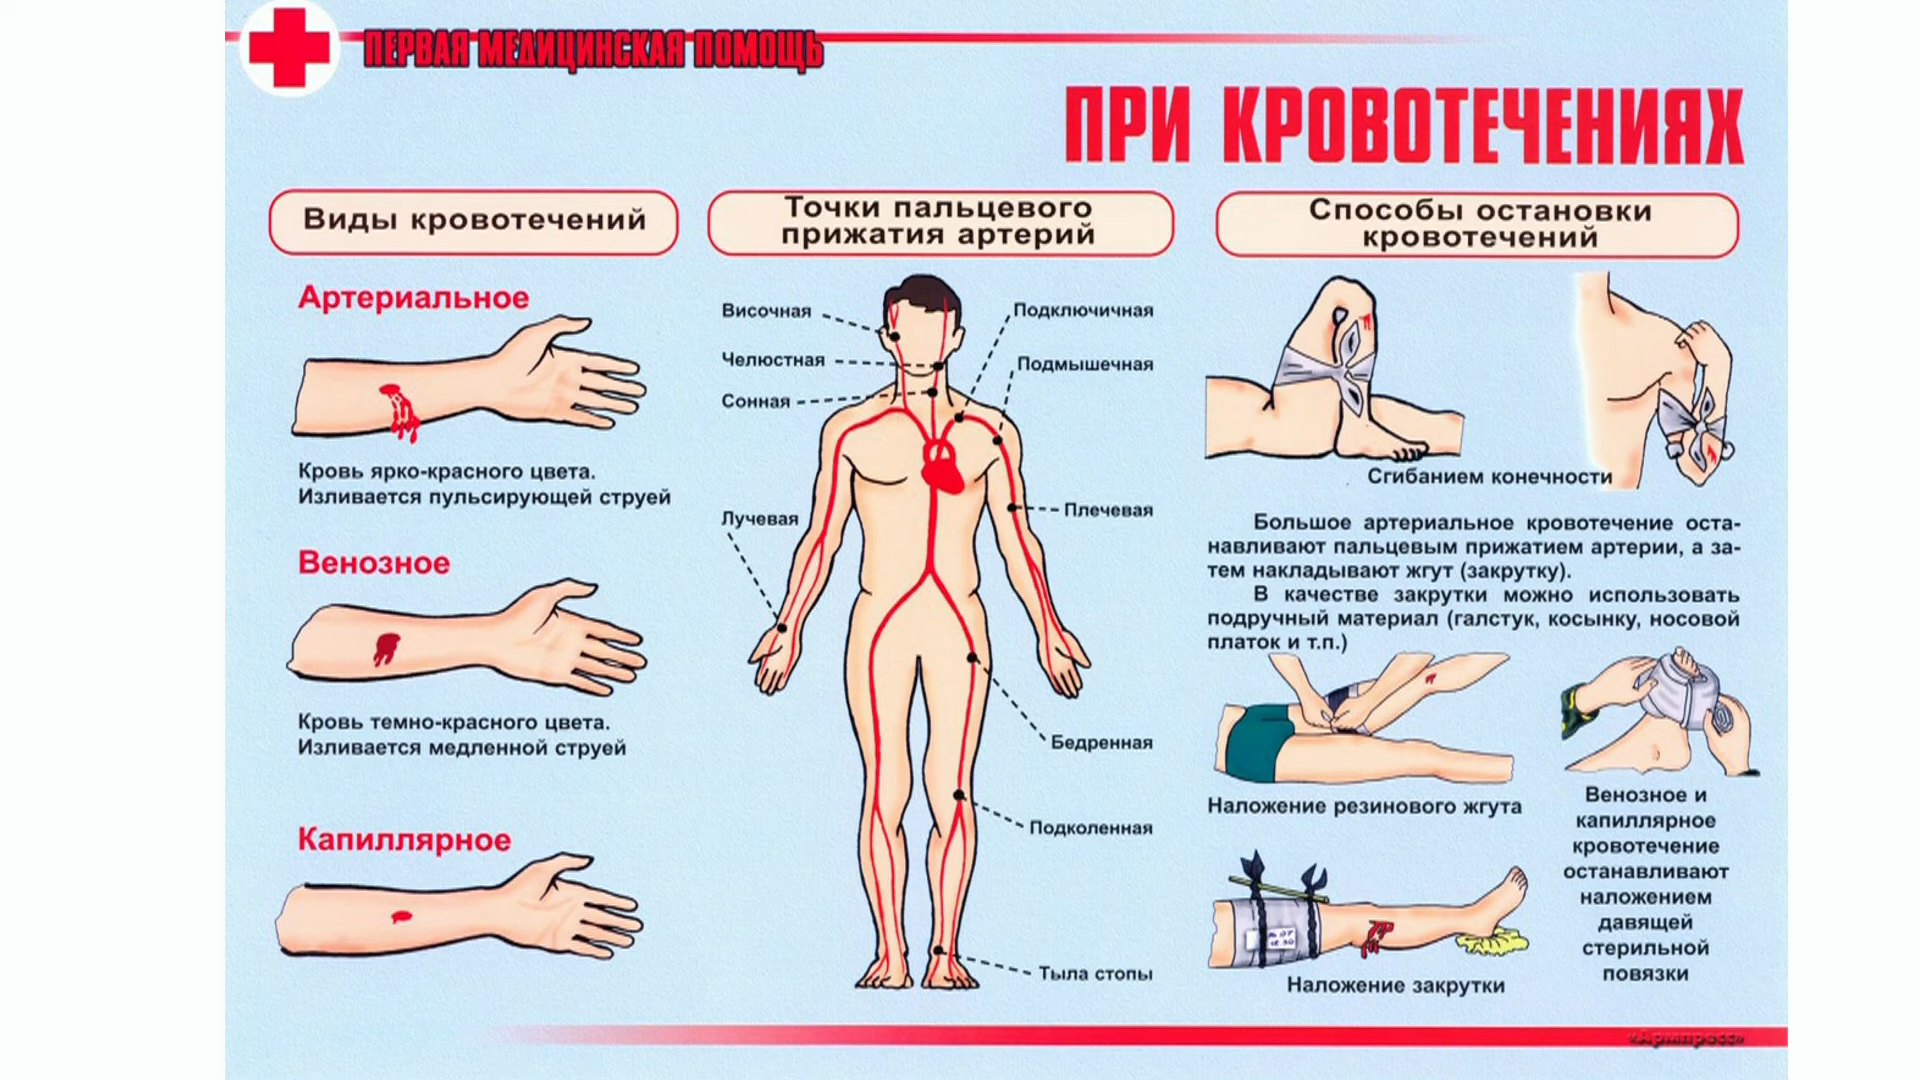 ПЕРВАЯ МЕДИЦИНСКАЯ ПОМОЩЬ
ПРИ КРОВОТЕЧЕНИЯХ
Виды кровотечений
Артериальное
Кровь ярко-красного цвета.
Изливается пульсирующей струей
Венозное
Кровь темно-красного цвета.
Изливается медленной струей
Капиллярное
Точки пальцевого
прижатия артерий
Височная
Челюстная
Сонная
Лучевая
Подключичная
Подмышечная
Плечевая
Бедренная
Подколенная
Тыла стопы
Способы остановки
кровотечений
Сгибанием конечности
Большое артериальное кровотечение оста-
навливают пальцевым прижатием артерии, а за-
тем накладывают жгут (закрутку).
В качестве закрутки можно использовать
подручный материал (галстук, косынку, носовой
платок и т.п.)
Наложение резинового жгута
Наложение закрутки
Венозное и
капиллярное
кровотечение
останавливают
наложением
давящей
стерильной
повязки
«Армпресс»